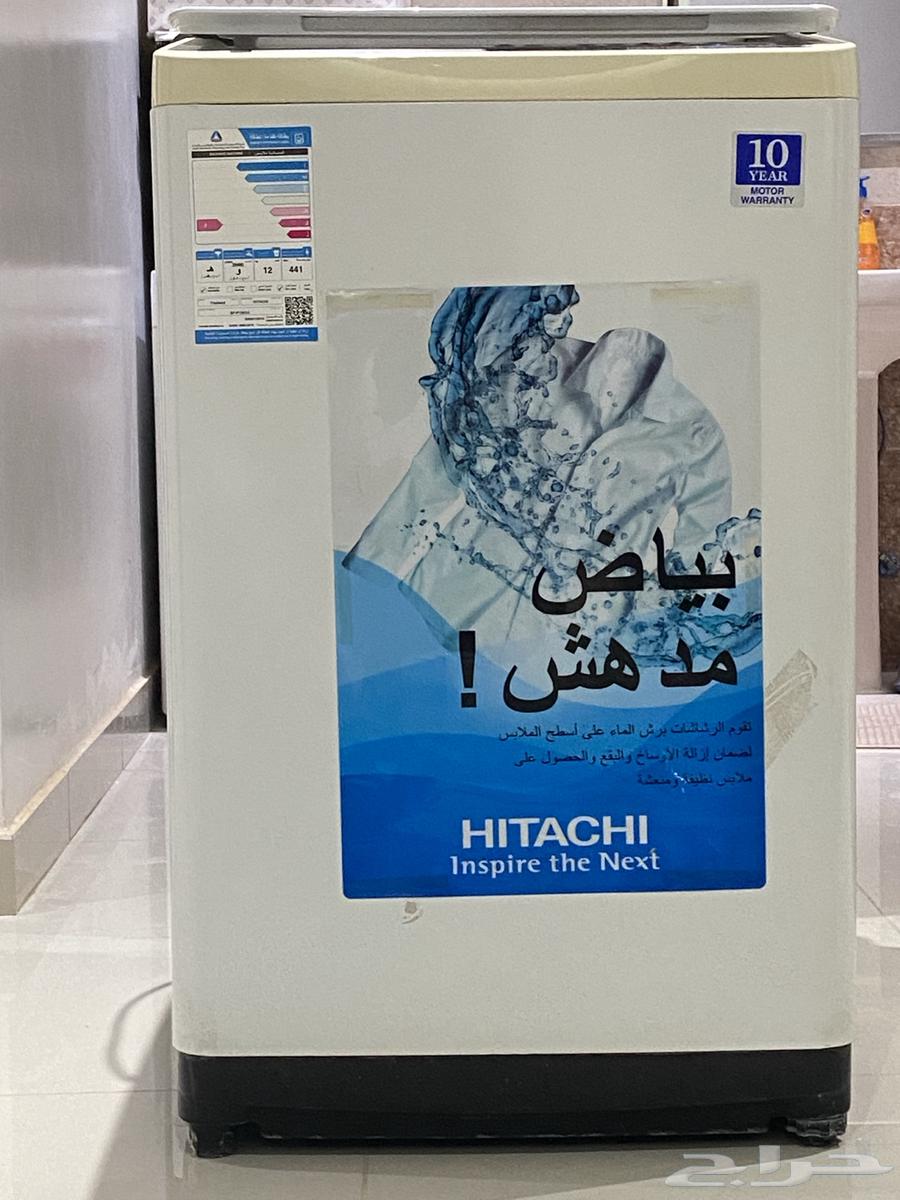 10
YEAR
MOTOR
WARRANTY
12
441
بياض
مدهش !
تقوم الرشاشات برش الماء على أسطح الملابس
لضمان إزالة الأوساخ والبقع والحصول على
ملابس نظيفة ومنعشة
HITACHI
Inspire the Next
حراج